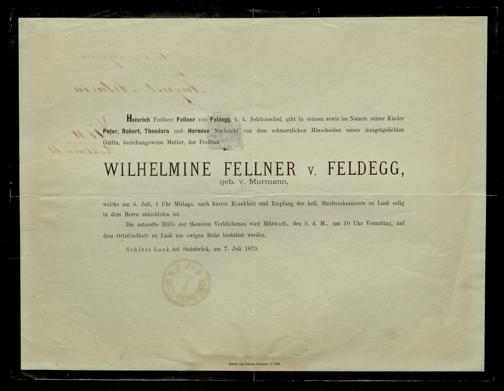 Heinrich Freiherr Fellner von Feldegg, k. k. Sektionschef, gibt in seinem sowie im Namen seiner Kinder
Peter, Robert, Theodora und Hermine Nachricht von dem schmerzlichen Hinscheiden seiner innigstgeliebten
Gattin, beziehungsweise Mutter, der Freifrau
WILHELMINE FELLNER v. FELDEGG,
geb. v. Murmann,
welche am 6. Juli, 1 Uhr Mittags, nach kurzer Krankheit und Empfang der heil. Sterbesakramente zu Laak selig
in dem Herrn entschlafen ist.
Die entseelte Hülle der theueren Verblichenen wird Mittwoch, den 9. d. M., um 10 Uhr Vormittag, auf
dem Ortsfriedhofe zu Laak zur ewigen Ruhe bestattet werden.
Schloss Laak bei Steinbrück, am 7. Juli 1879.